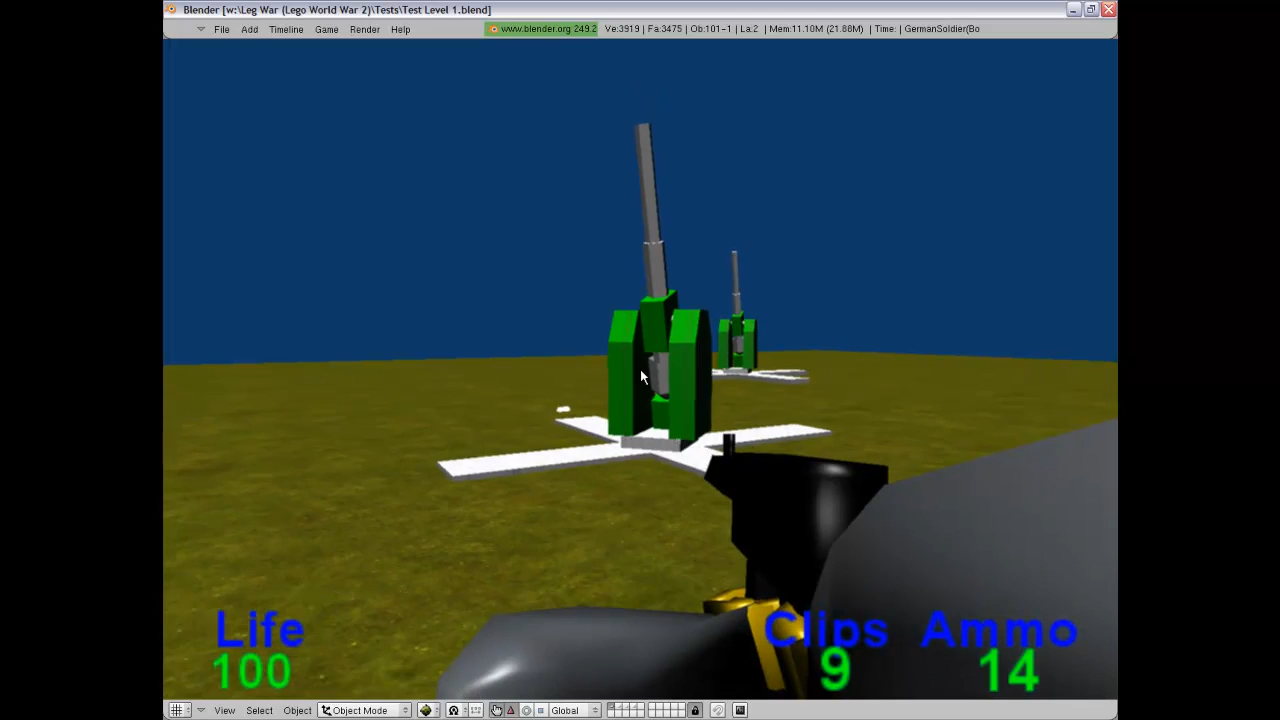 Blender [w:\Leg War (Lego World War 2)\Tests\Test Level 1.blend]
File Add Timeline Game Render Help www.blender.org 249.2 Ve:3919 | Fa:3475 | Ob:101-1 | La:2 | Mem:11.10M (21.88M) | Time: | GermanSoldier(Bo
Life Clips Ammo
100 9 14
View Select Object Object Mode Global